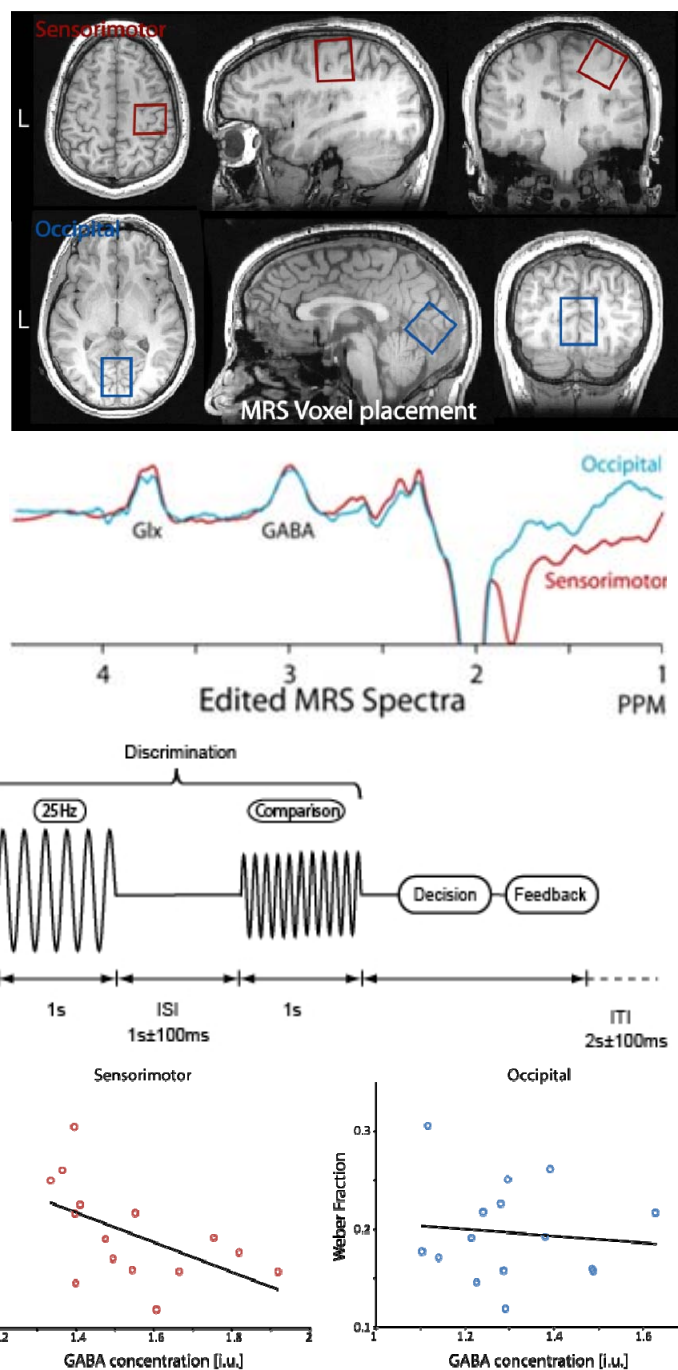 Sensorimotor
L
Occipital
L
MRS Voxel placement
Occipital
Glx
GABA
Sensorimotor
4 3 2 1
Edited MRS Spectra PPM
Discrimination
25Hz Comparison
Decision Feedback
1s ISI 1s
1s±100ms
ITI
2s±100ms
Sensorimotor Occipital
0.3
Weber Fraction
0.2
0.1
1.4 1.6 1.8 2 1 1.2 1.4 1.6
GABA concentration [i.u.] GABA concentration [i.u.]